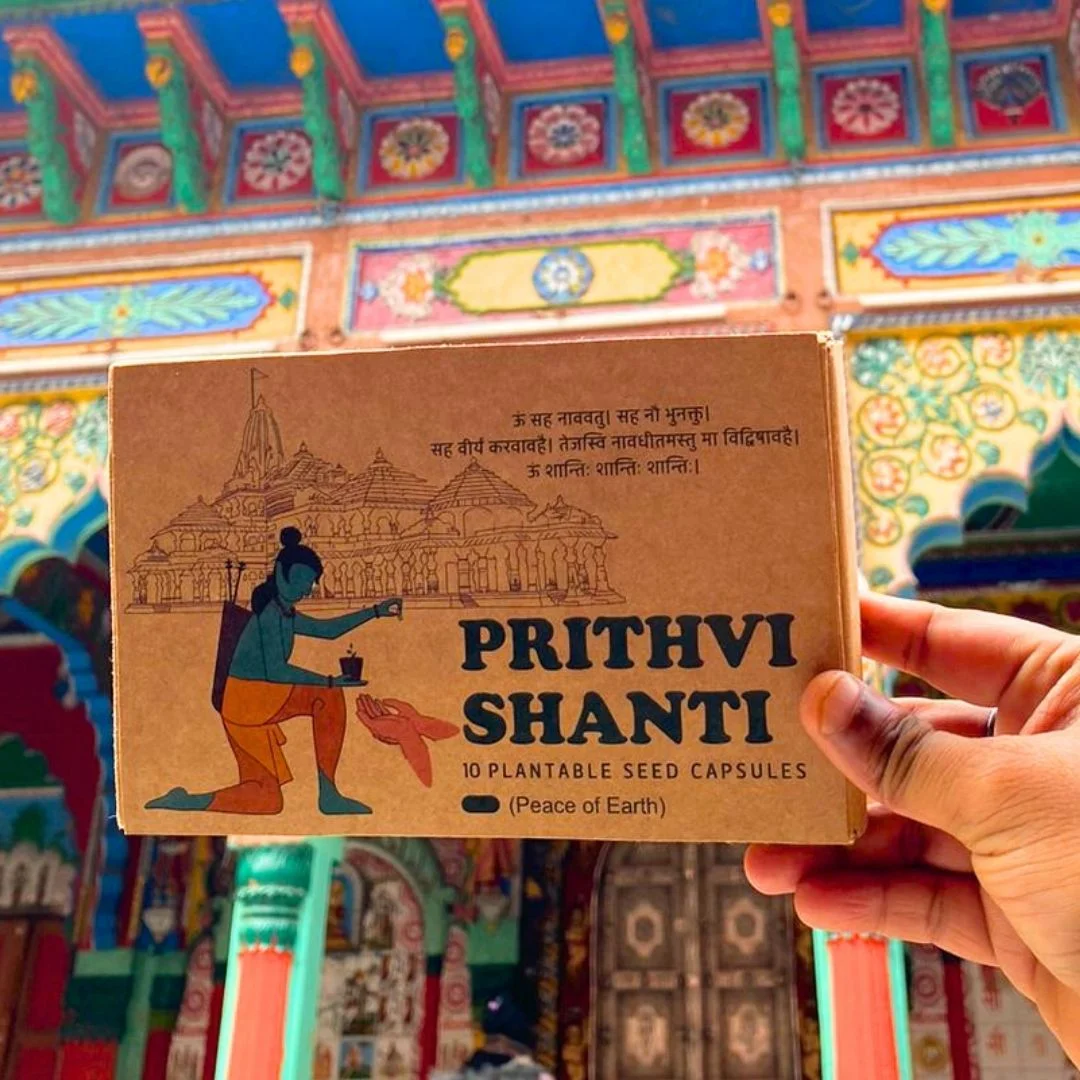 ऊं सह नाववतु। सह नौ भुनक्तु।
सह वीर्यं करवावहै। तेजस्वि नावधीतमस्तु मा विद्विषावहै।
ऊं शान्तिः शान्तिः शान्तिः।
PRITHVI
SHANTI
10 PLANTABLE SEED CAPSULES
(Peace of Earth)